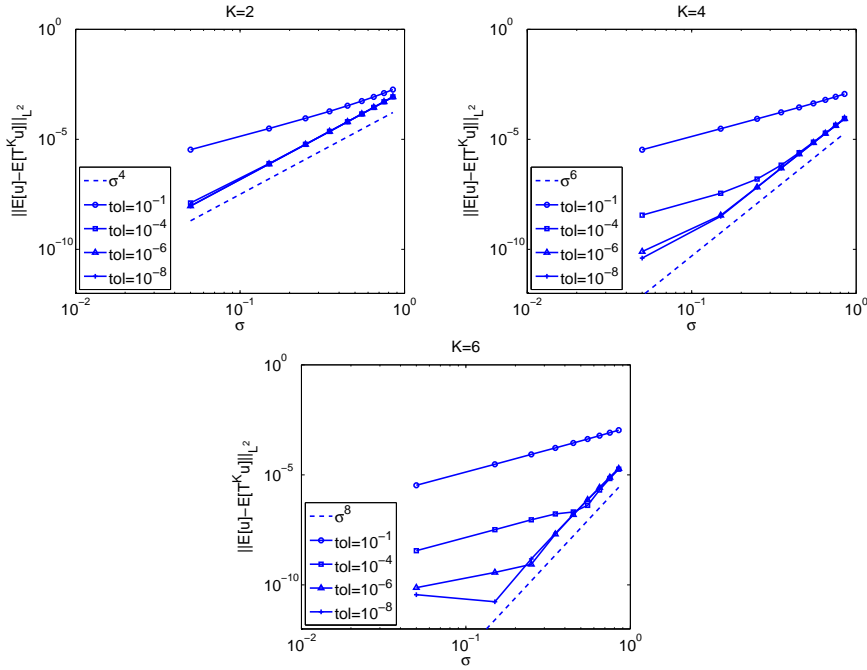 K=2
10^0
10^-5
10^-10
||E[u]−E[T^K u]||_L^2
σ^4
tol=10^-1
tol=10^-4
tol=10^-6
tol=10^-8
10^-2
10^-1
10^0
σ
K=4
10^0
10^-5
10^-10
||E[u]−E[T^K u]||_L^2
σ^6
tol=10^-1
tol=10^-4
tol=10^-6
tol=10^-8
10^-2
10^-1
10^0
σ
K=6
10^0
10^-5
10^-10
||E[u]−E[T^K u]||_L^2
σ^8
tol=10^-1
tol=10^-4
tol=10^-6
tol=10^-8
10^-2
10^-1
10^0
σ